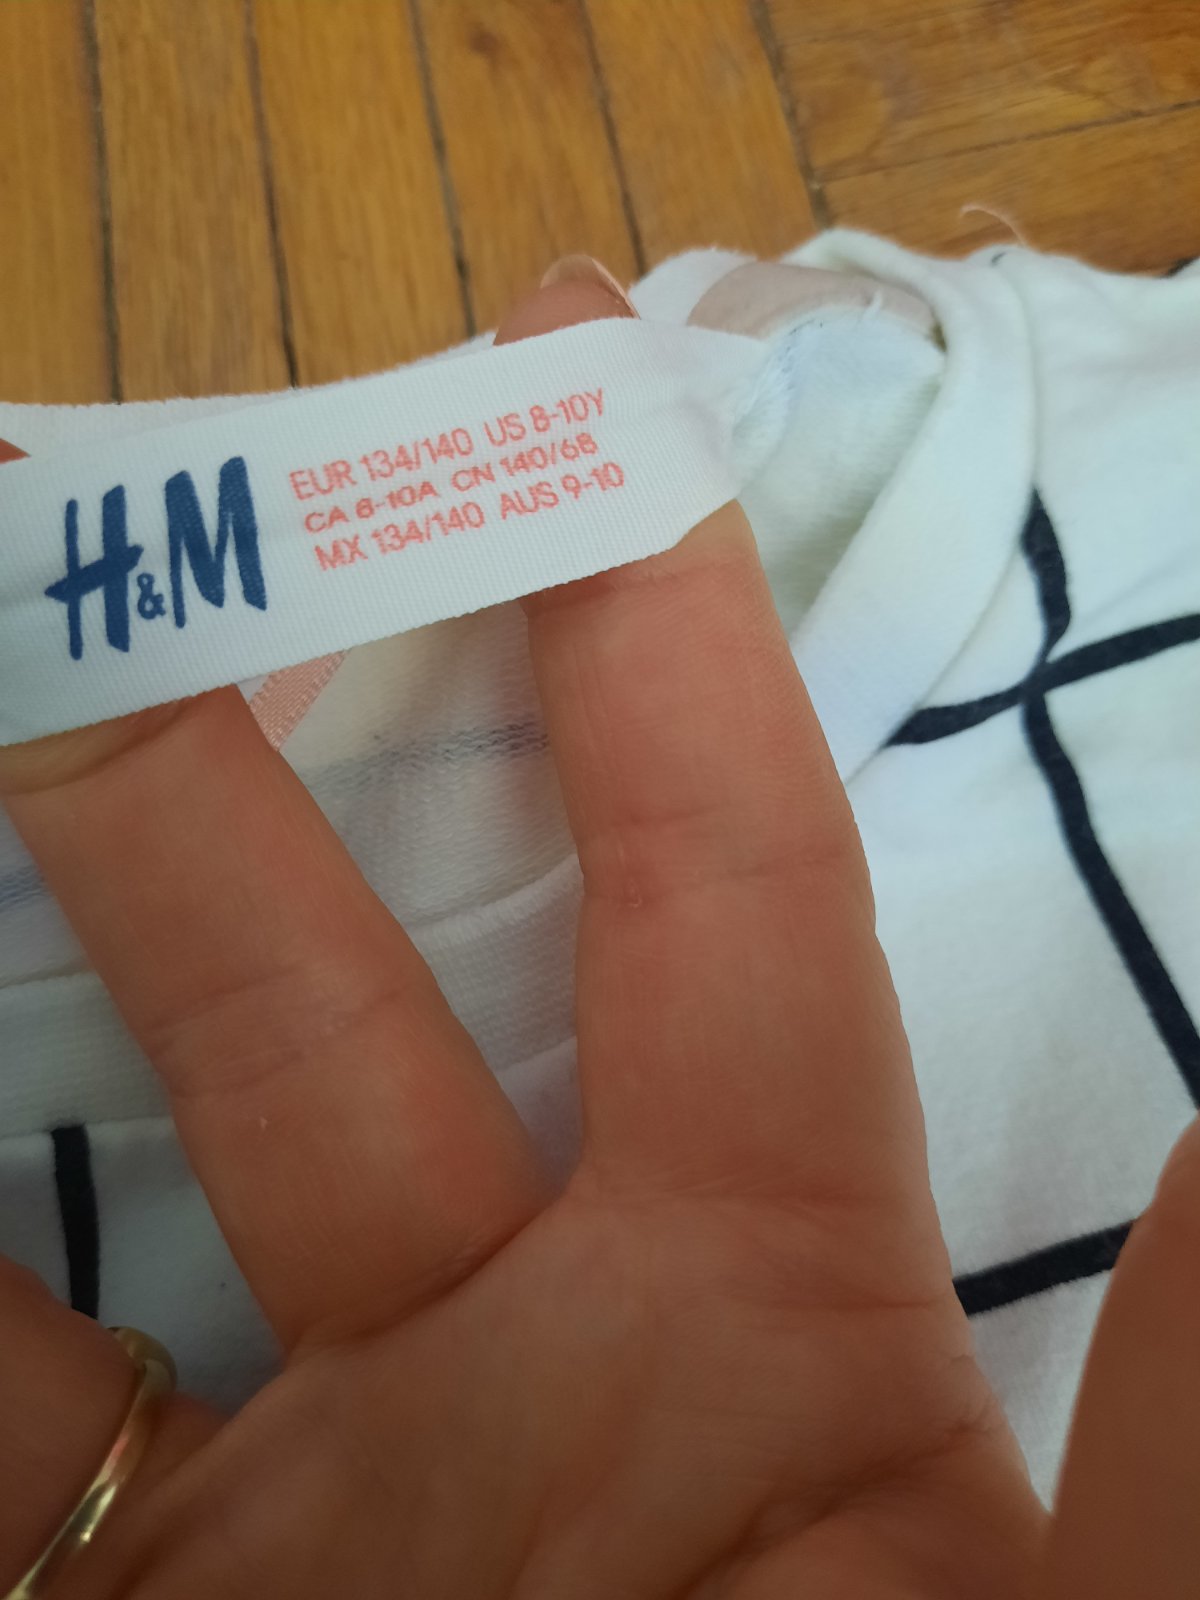 H&M
EUR 134/140 US 8-10Y
CA 8-10A CN 140/68
MX 134/140 AUS 9-10